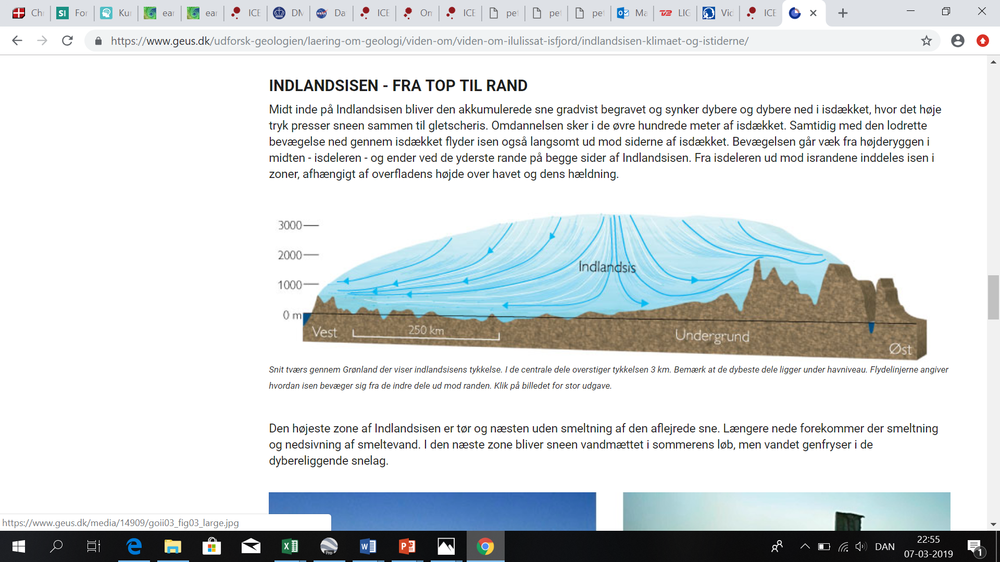 Ch
SI
For
Kur
ear
ear
ICE
DM
Da
ICE
Om
ICE
pet
pet
pet
Ma
LIG
Vid
ICE
https://www.geus.dk/udforsk-geologien/laering-om-geologi/viden-om/viden-om-ilulissat-isfjord/indlandsisen-klimaet-og-istiderne/
INDLANDSISEN - FRA TOP TIL RAND
Midt inde på Indlandsisen bliver den akkumulerede sne gradvist begravet og synker dybere og dybere ned i isdækket, hvor det høje
tryk presser sneen sammen til gletscheris. Omdannelsen sker i de øvre hundrede meter af isdækket. Samtidig med den lodrette
bevægelse ned gennem isdækket flyder isen også langsomt ud mod siderne af isdækket. Bevægelsen går væk fra højderyggen i
midten - isdeleren - og ender ved de yderste rande på begge sider af Indlandsisen. Fra isdeleren ud mod israndene inddeles isen i
zoner, afhængigt af overfladens højde over havet og dens hældning.
3000
2000
1000
0 m
Indlandsis
Vest
250 km
Undergrund
Øst
Snit tværs gennem Grønland der viser indlandsisens tykkelse. I de centrale dele overstiger tykkelsen 3 km. Bemærk at de dybeste dele ligger under havniveau. Flydelinjerne angiver
hvordan isen bevæger sig fra de indre dele ud mod randen. Klik på billedet for stor udgave.
Den højeste zone af Indlandsisen er tør og næsten uden smeltning af den aflejrede sne. Længere nede forekommer der smeltning
og nedsivning af smeltevand. I den næste zone bliver sneen vandmættet i sommerens løb, men vandet genfryser i de
dybereliggende snelag.
https://www.geus.dk/media/14909/goii03_fig03_large.jpg
Pro
DAN
22:55
07-03-2019
1